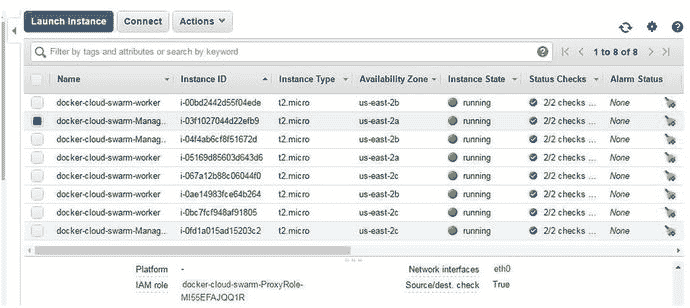 Launch Instance Connect Actions
Filter by tags and attributes or search by keyword 1 to 8 of 8
Name Instance ID Instance Type Availability Zone Instance State Status Checks Alarm Status
docker-cloud-swarm-worker i-00bd2442d55f04ede t2.micro us-east-2b running 2/2 checks ... None
docker-cloud-swarm-Manag... i-03f1027044d22efb9 t2.micro us-east-2a running 2/2 checks ... None
docker-cloud-swarm-Manag... i-04f4ab6cf8f51672d t2.micro us-east-2b running 2/2 checks ... None
docker-cloud-swarm-worker i-05169d85603d643d6 t2.micro us-east-2a running 2/2 checks ... None
docker-cloud-swarm-worker i-067a12b88c06044f0 t2.micro us-east-2c running 2/2 checks ... None
docker-cloud-swarm-worker i-0ae14983fce64b264 t2.micro us-east-2b running 2/2 checks ... None
docker-cloud-swarm-worker i-0bc7fcf948af91805 t2.micro us-east-2c running 2/2 checks ... None
docker-cloud-swarm-Manag... i-0fd1a015ad15203c2 t2.micro us-east-2c running 2/2 checks ... None
Platform - Network interfaces eth0
IAM role docker-cloud-swarm-ProxyRole- Source/dest. check True
MI55EFAJQQ1R